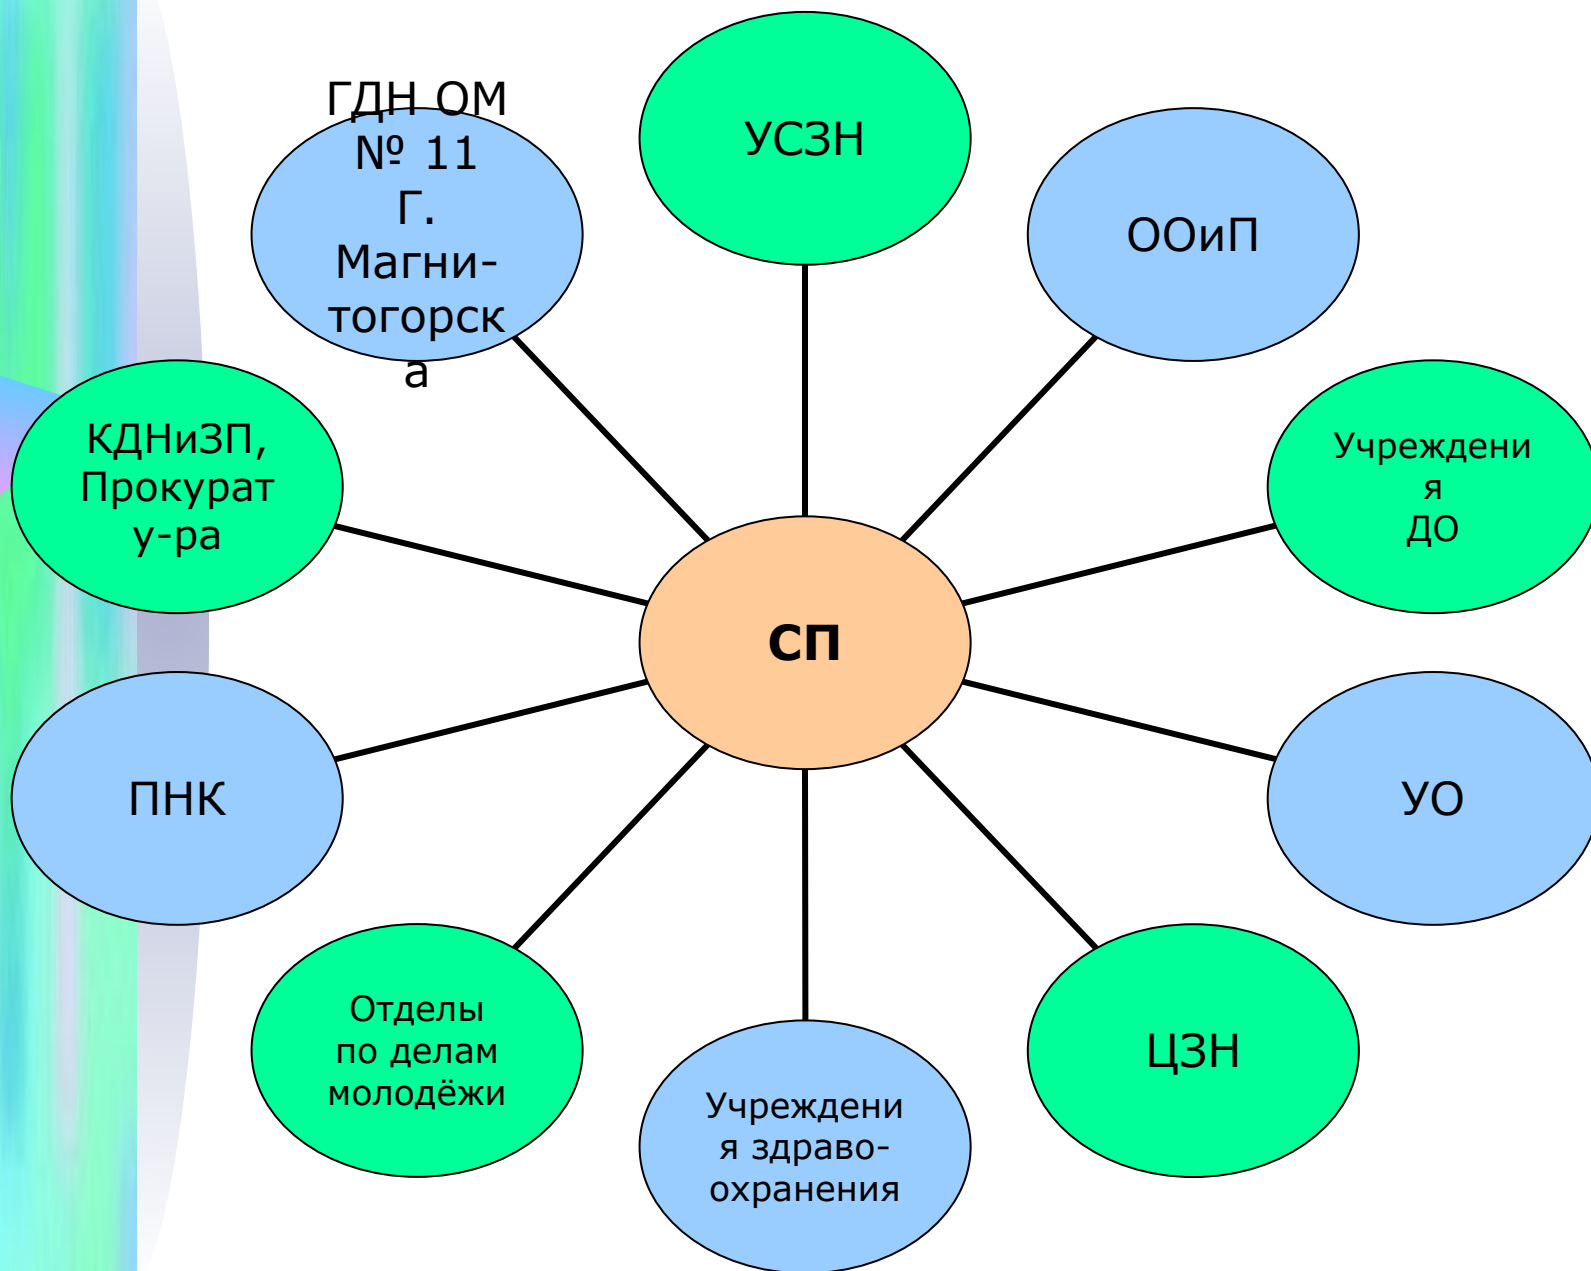 ГДН ОМ
№ 11
Г.
Магни-
тогорск
а
УСЗН
ООиП
КДНиЗП,
Прокурат
у-ра
Учреждени
я
ДО
СП
ПНК
УО
Отделы
по делам
молодёжи
Учреждени
я здраво-
охранения
ЦЗН